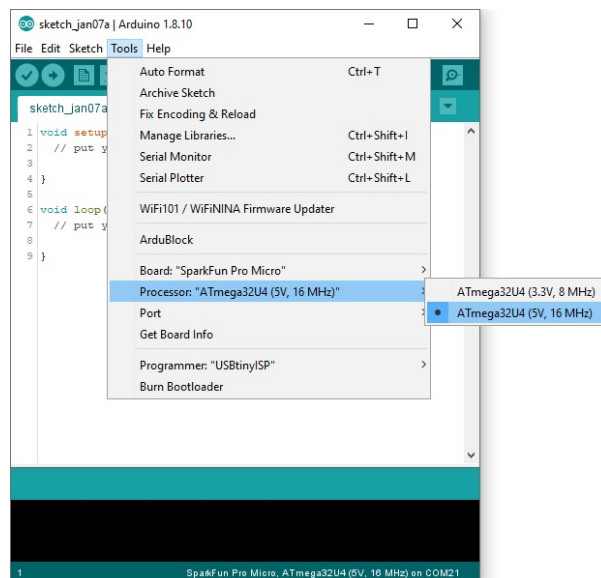 sketch_jan07a | Arduino 1.8.10
File Edit Sketch Tools Help
sketch_jan07a
1 void setup
2 // put y
3
4 }
5
6 void loop(
7 // put y
8
9 }
Auto Format Ctrl+T
Archive Sketch
Fix Encoding & Reload
Manage Libraries... Ctrl+Shift+I
Serial Monitor Ctrl+Shift+M
Serial Plotter Ctrl+Shift+L
WiFi101 / WiFiNINA Firmware Updater
ArduBlock
Board: "SparkFun Pro Micro"
Processor: "ATmega32U4 (5V, 16 MHz)"
Port
Get Board Info
Programmer: "USBtinyISP"
Burn Bootloader
ATmega32U4 (3.3V, 8 MHz)
ATmega32U4 (5V, 16 MHz)
1 SparkFun Pro Micro, ATmega32U4 (5V, 16 MHz) on COM21